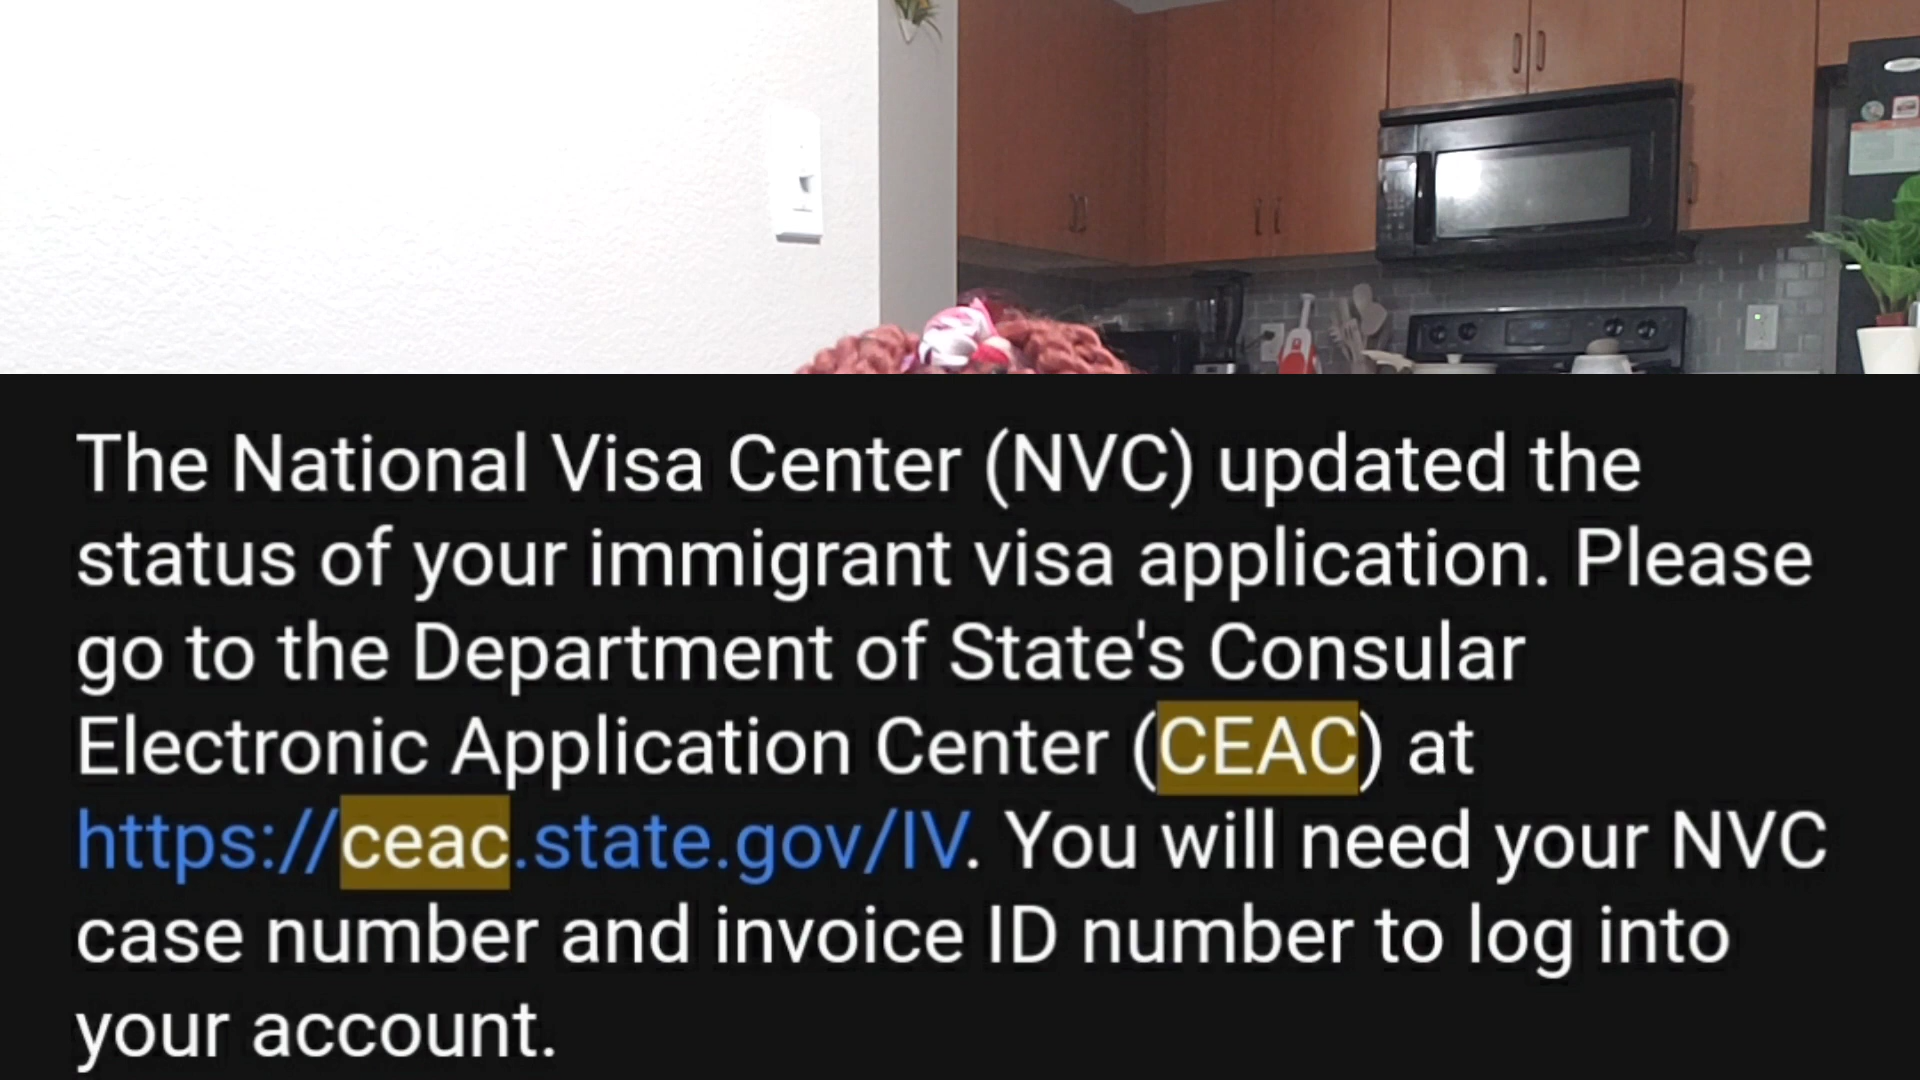 The National Visa Center (NVC) updated the
status of your immigrant visa application. Please
go to the Department of State's Consular
Electronic Application Center (CEAC) at
https://ceac.state.gov/IV. You will need your NVC
case number and invoice ID number to log into
your account.